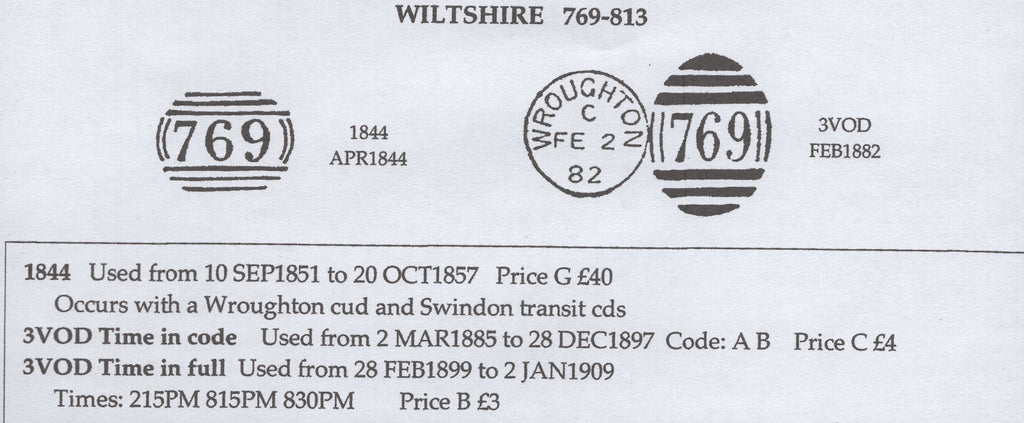 WILTSHIRE 769-813
769
1844
APR1844
WROUGHTON
C
FE 2
82
769
3VOD
FEB1882
1844 Used from 10 SEP1851 to 20 OCT1857 Price G £40
Occurs with a Wroughton cud and Swindon transit cds
3VOD Time in code Used from 2 MAR1885 to 28 DEC1897 Code: A B Price C £4
3VOD Time in full Used from 28 FEB1899 to 2 JAN1909
Times: 215PM 815PM 830PM Price B £3